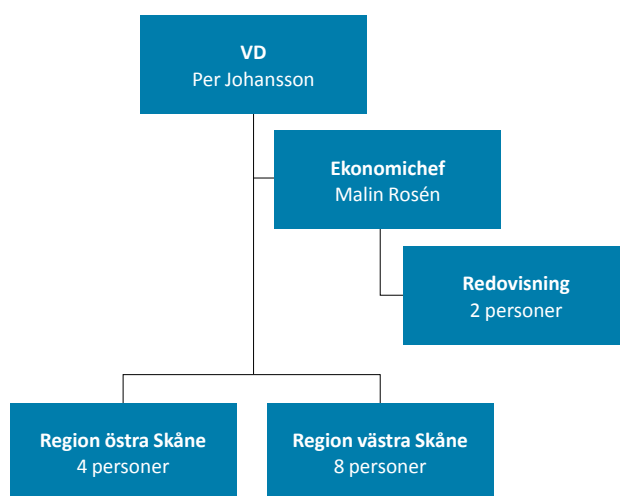 VD
Per Johansson
Ekonomichef
Malin Rosén
Redovisning
2 personer
Region östra Skåne
4 personer
Region västra Skåne
8 personer